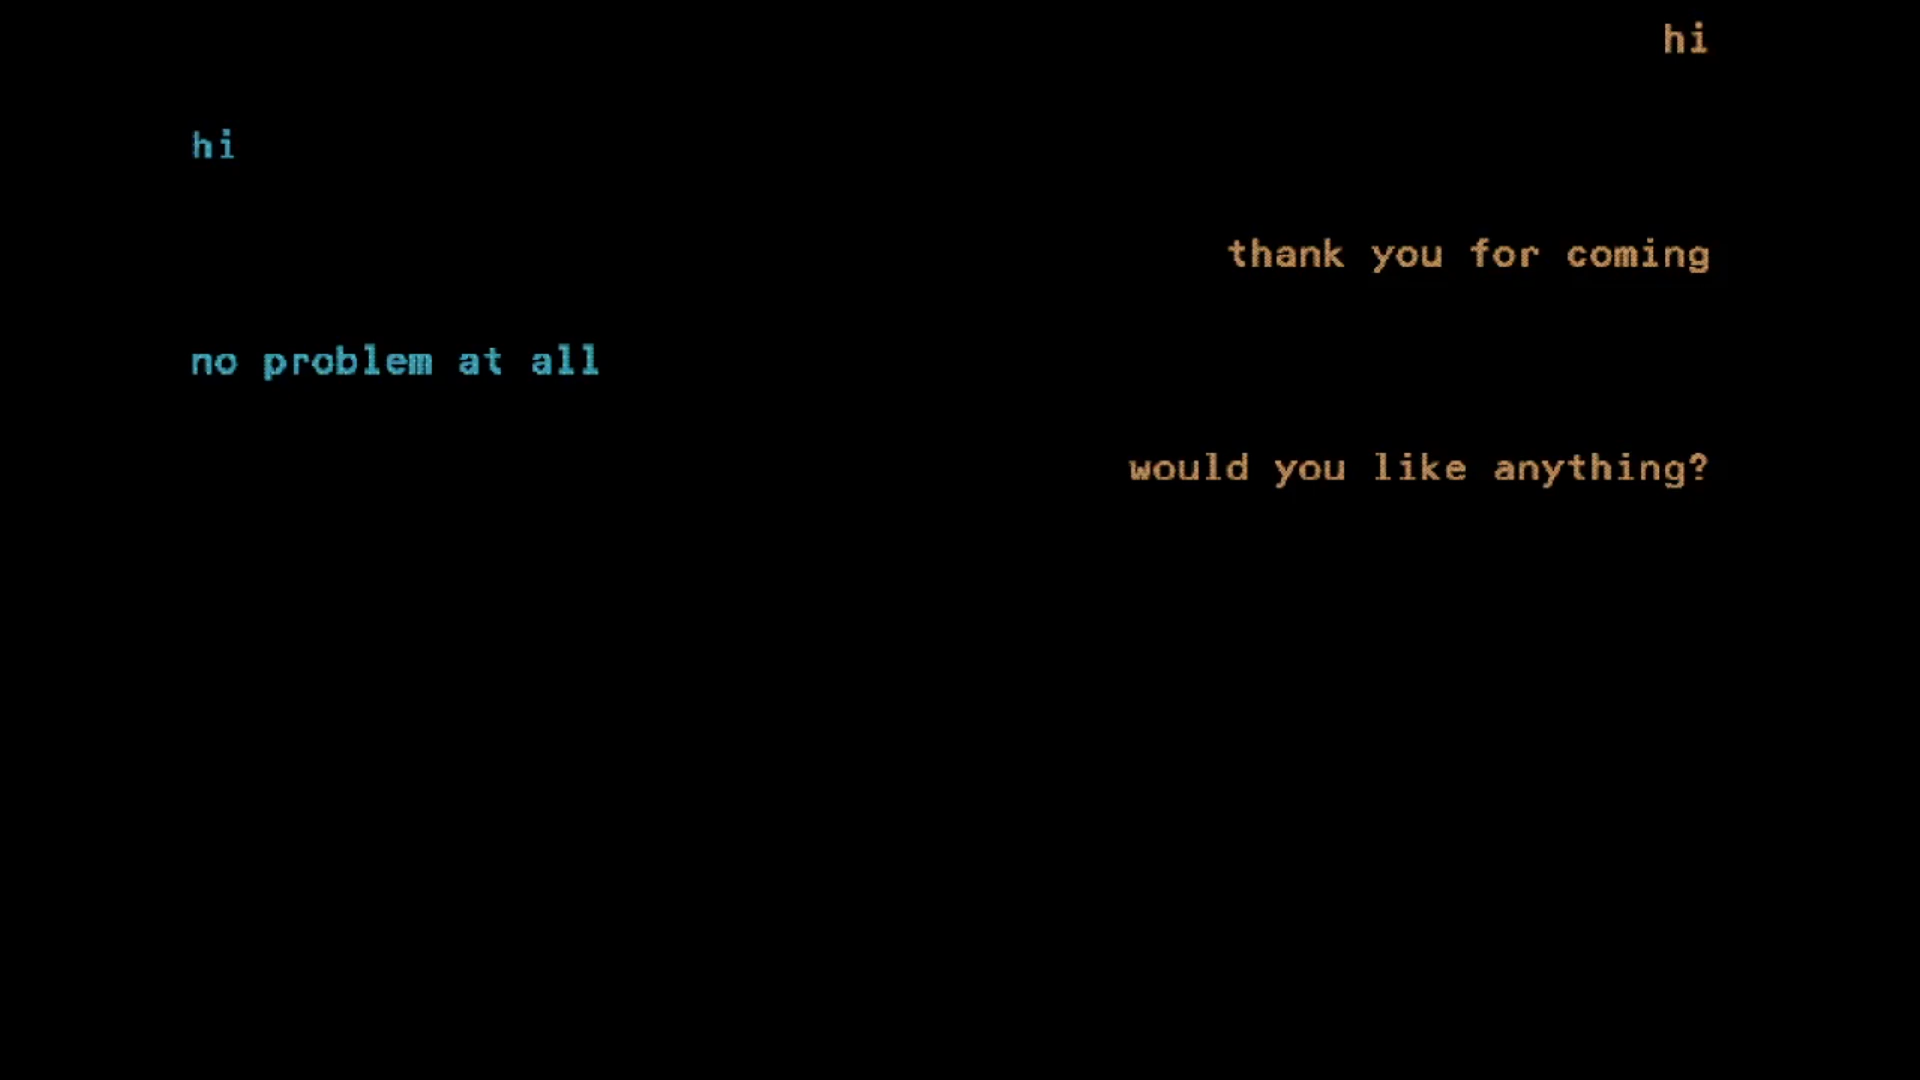 hi
hi
thank you for coming
no problem at all
would you like anything?